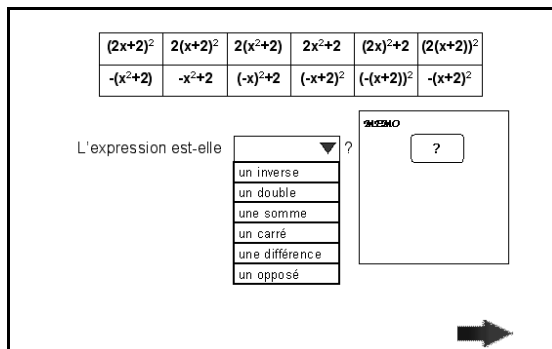 (2x+2)² 2(x+2)² 2(x²+2) 2x²+2 (2x)²+2 (2(x+2))²
-(x²+2) -x²+2 (-x)²+2 (-x+2)² (-(x+2))² -(x+2)²
MEMO
?
L'expression est-elle ?
un inverse
un double
une somme
un carré
une différence
un opposé